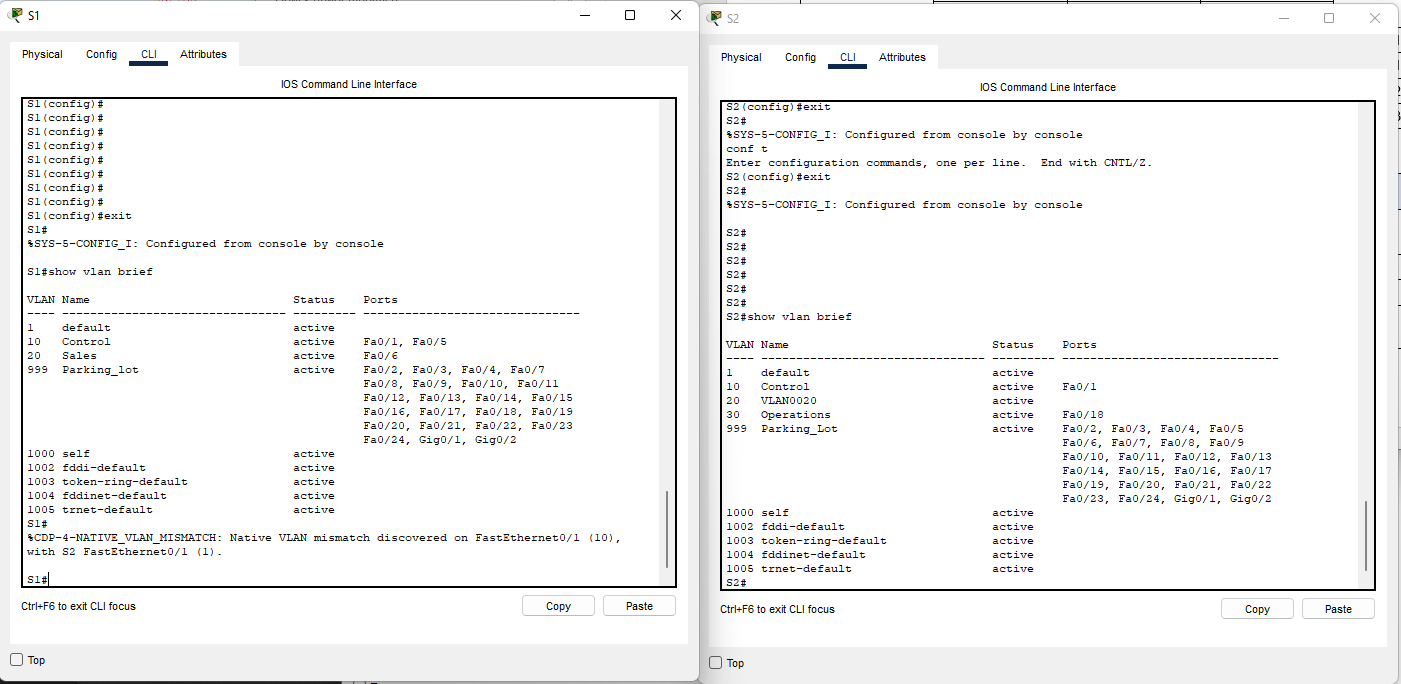 S1
Physical Config CLI Attributes
IOS Command Line Interface
S1(config)#
S1(config)#
S1(config)#
S1(config)#
S1(config)#
S1(config)#
S1(config)#
S1(config)#
S1(config)#exit
S1#
%SYS-5-CONFIG_I: Configured from console by console
S1#show vlan brief
VLAN Name                             Status    Ports
---- -------------------------------- --------- -------------------------------
1    default                          active
10   Control                          active    Fa0/1, Fa0/5
20   Sales                            active    Fa0/6
999  Parking_lot                      active    Fa0/2, Fa0/3, Fa0/4, Fa0/7
                                                Fa0/8, Fa0/9, Fa0/10, Fa0/11
                                                Fa0/12, Fa0/13, Fa0/14, Fa0/15
                                                Fa0/16, Fa0/17, Fa0/18, Fa0/19
                                                Fa0/20, Fa0/21, Fa0/22, Fa0/23
                                                Fa0/24, Gig0/1, Gig0/2
1000 self                             active
1002 fddi-default                     active
1003 token-ring-default               active
1004 fddinet-default                  active
1005 trnet-default                    active
S1#
%CDP-4-NATIVE_VLAN_MISMATCH: Native VLAN mismatch discovered on FastEthernet0/1 (10),
with S2 FastEthernet0/1 (1).
S1#
Ctrl+F6 to exit CLI focus
Copy Paste
Top
S2
Physical Config CLI Attributes
IOS Command Line Interface
S2(config)#exit
S2#
%SYS-5-CONFIG_I: Configured from console by console
conf t
Enter configuration commands, one per line.  End with CNTL/Z.
S2(config)#exit
S2#
%SYS-5-CONFIG_I: Configured from console by console
S2#
S2#
S2#
S2#
S2#
S2#
S2#show vlan brief
VLAN Name                             Status    Ports
---- -------------------------------- --------- -------------------------------
1    default                          active
10   Control                          active    Fa0/1
20   VLAN0020                         active
30   Operations                       active    Fa0/18
999  Parking_Lot                      active    Fa0/2, Fa0/3, Fa0/4, Fa0/5
                                                Fa0/6, Fa0/7, Fa0/8, Fa0/9
                                                Fa0/10, Fa0/11, Fa0/12, Fa0/13
                                                Fa0/14, Fa0/15, Fa0/16, Fa0/17
                                                Fa0/19, Fa0/20, Fa0/21, Fa0/22
                                                Fa0/23, Fa0/24, Gig0/1, Gig0/2
1000 self                             active
1002 fddi-default                     active
1003 token-ring-default               active
1004 fddinet-default                  active
1005 trnet-default                    active
S2#
Ctrl+F6 to exit CLI focus
Copy Paste
Top